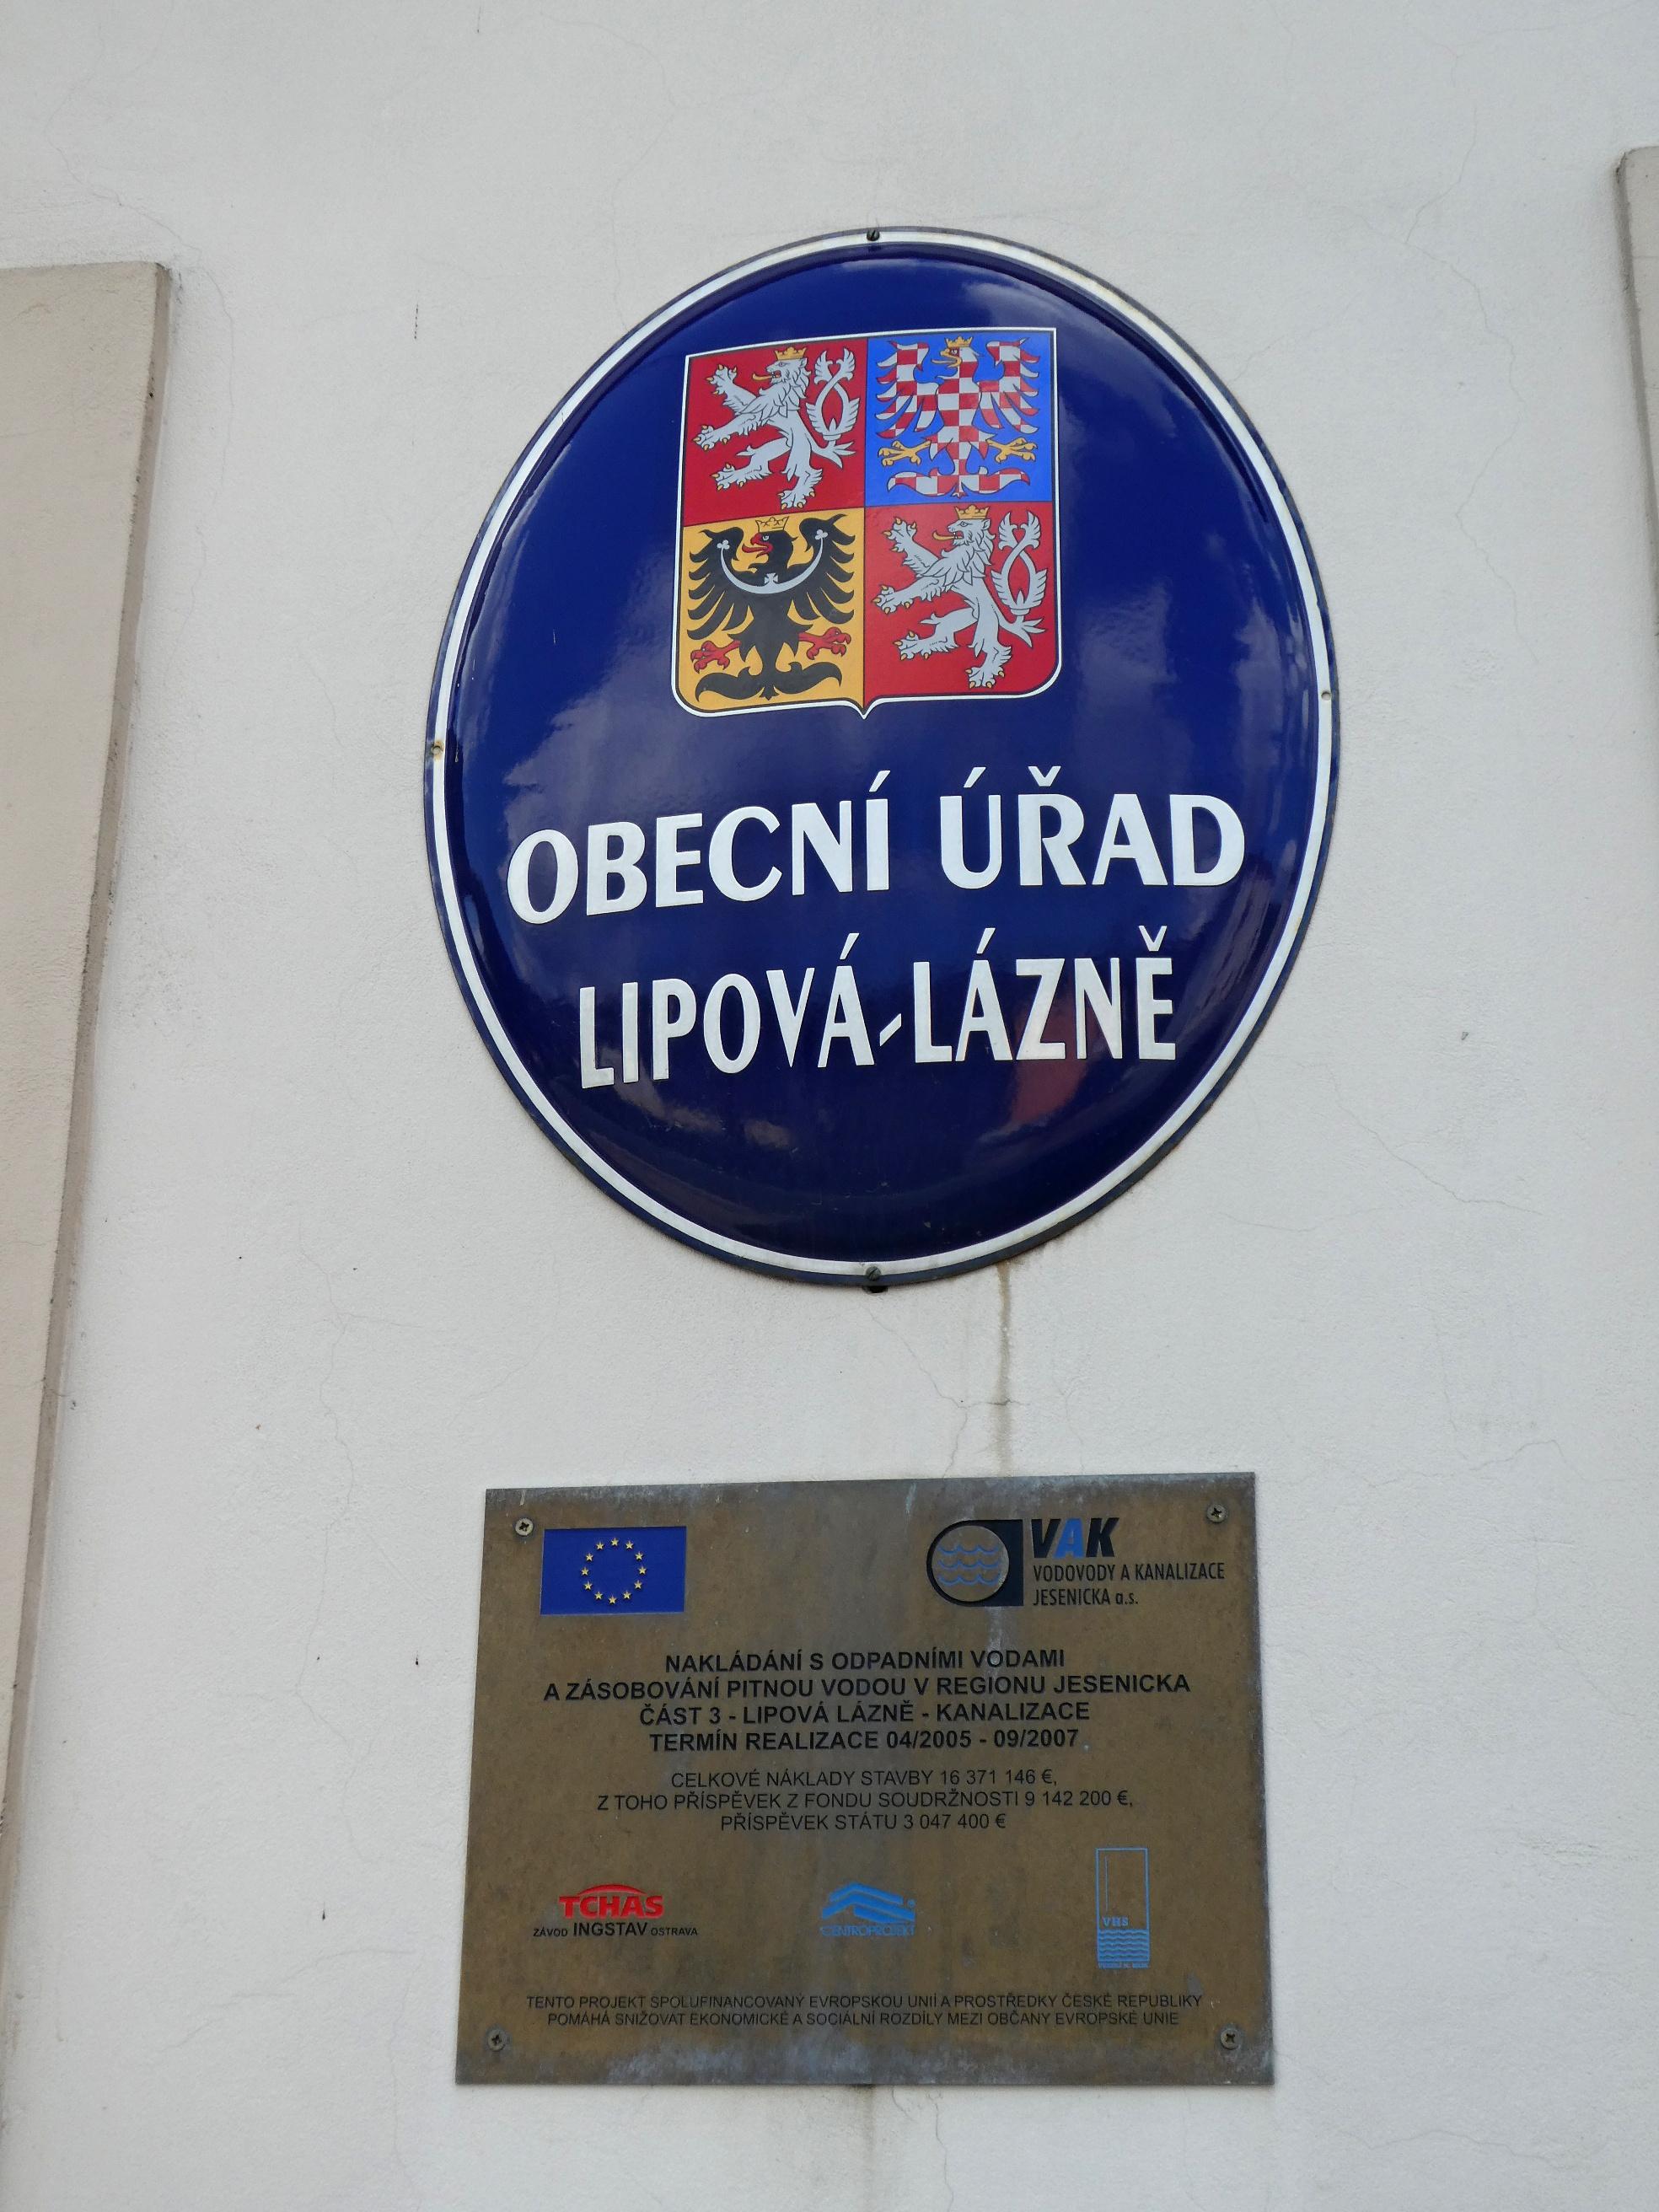 OBECNÍ ÚŘAD
LIPOVÁ-LÁZNĚ
VAK
VODOVODY A KANALIZACE
JESENICKA a.s.
NAKLÁDÁNÍ S ODPADNÍMI VODAMI
A ZÁSOBOVÁNÍ PITNOU VODOU V REGIONU JESENICKA
ČÁST 3 - LIPOVÁ LÁZNĚ - KANALIZACE
TERMÍN REALIZACE 04/2005 - 09/2007
CELKOVÉ NÁKLADY STAVBY 16 371 146 €,
Z TOHO PŘÍSPĚVEK Z FONDU SOUDRŽNOSTI 9 142 200 €,
PŘÍSPĚVEK STÁTU 3 047 400 €
TCHAS
ZÁVOD INGSTAV OSTRAVA
CENTROPROJEKT
VHS
TENTO PROJEKT SPOLUFINANCOVANÝ EVROPSKOU UNIÍ A PROSTŘEDKY ČESKÉ REPUBLIKY
POMÁHÁ SNIŽOVAT EKONOMICKÉ A SOCIÁLNÍ ROZDÍLY MEZI OBČANY EVROPSKÉ UNIE